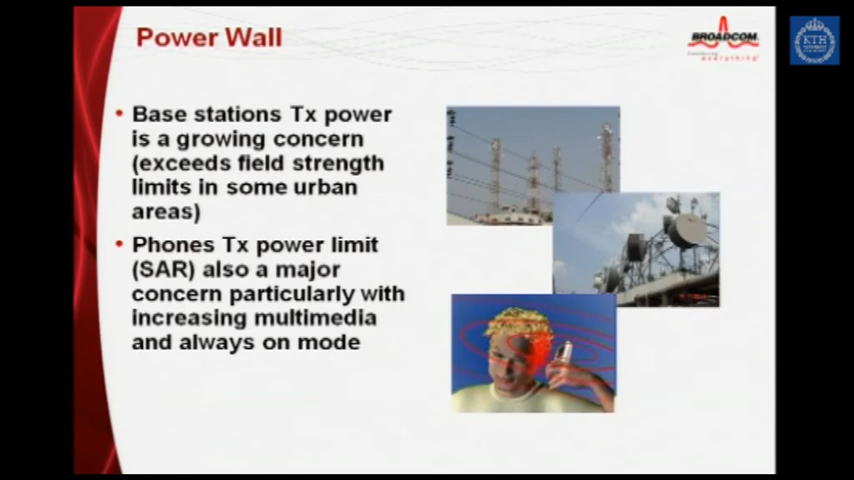 Power Wall
BROADCOM.
everything®
KTH
• Base stations Tx power
is a growing concern
(exceeds field strength
limits in some urban
areas)
• Phones Tx power limit
(SAR) also a major
concern particularly with
increasing multimedia
and always on mode